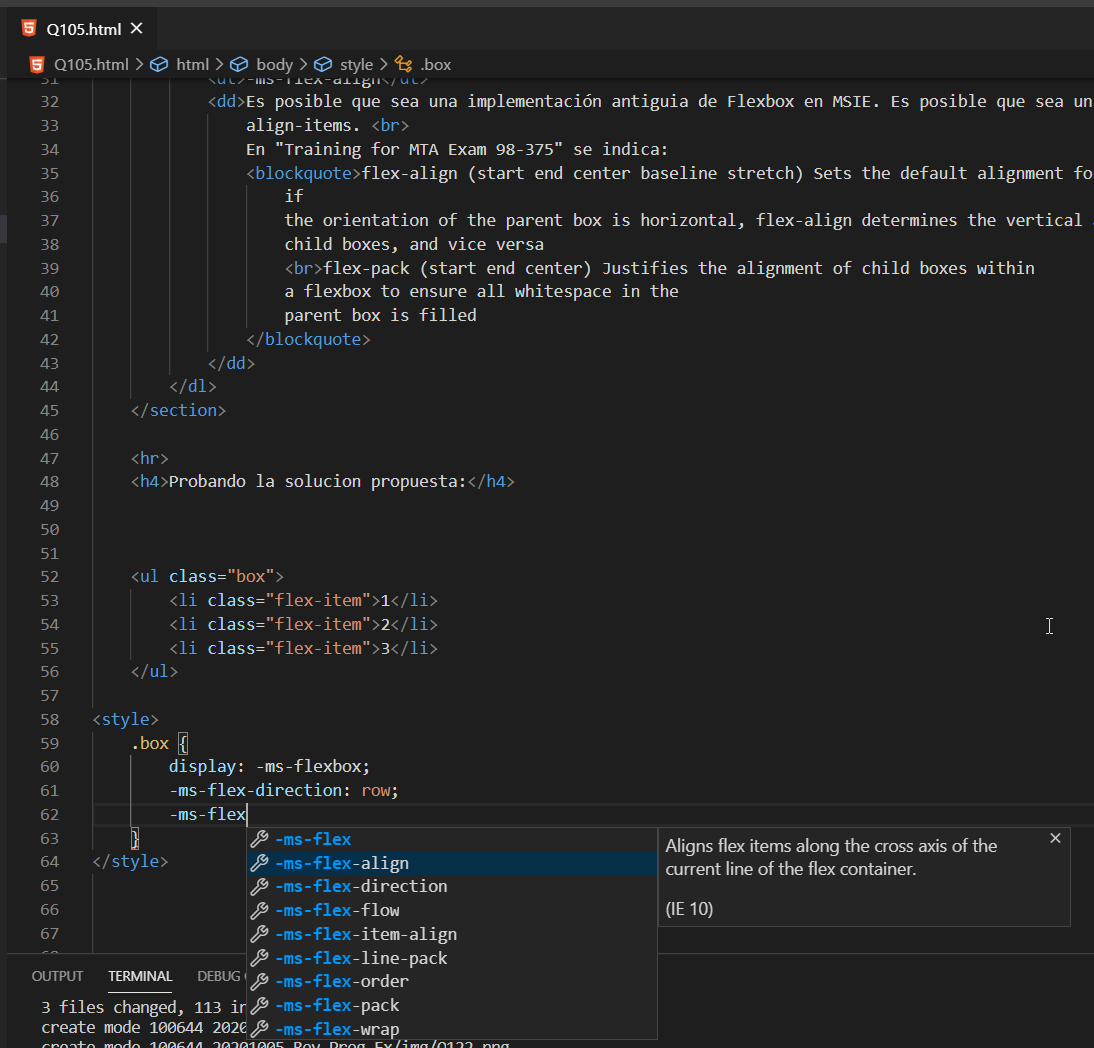 Q105.html
Q105.html > html > body > style > .box
31 <dt>-ms-flex-align</dt>
32 <dd>Es posible que sea una implementación antiguia de Flexbox en MSIE. Es posible que sea un
33 align-items. <br>
34 En "Training for MTA Exam 98-375" se indica:
35 <blockquote>flex-align (start end center baseline stretch) Sets the default alignment fo
36 if
37 the orientation of the parent box is horizontal, flex-align determines the vertical
38 child boxes, and vice versa
39 <br>flex-pack (start end center) Justifies the alignment of child boxes within
40 a flexbox to ensure all whitespace in the
41 parent box is filled
42 </blockquote>
43 </dd>
44 </dl>
45 </section>
46
47 <hr>
48 <h4>Probando la solucion propuesta:</h4>
49
50
51
52 <ul class="box">
53 <li class="flex-item">1</li>
54 <li class="flex-item">2</li>
55 <li class="flex-item">3</li>
56 </ul>
57
58 <style>
59 .box {
60 display: -ms-flexbox;
61 -ms-flex-direction: row;
62 -ms-flex
63 }
64 </style>
65
66
67
-ms-flex
-ms-flex-align
-ms-flex-direction
-ms-flex-flow
-ms-flex-item-align
-ms-flex-line-pack
-ms-flex-order
-ms-flex-pack
-ms-flex-wrap
Aligns flex items along the cross axis of the
current line of the flex container.
(IE 10)
OUTPUT TERMINAL DEBUG
3 files changed, 113 in
create mode 100644 2020
create mode 100644 20201005